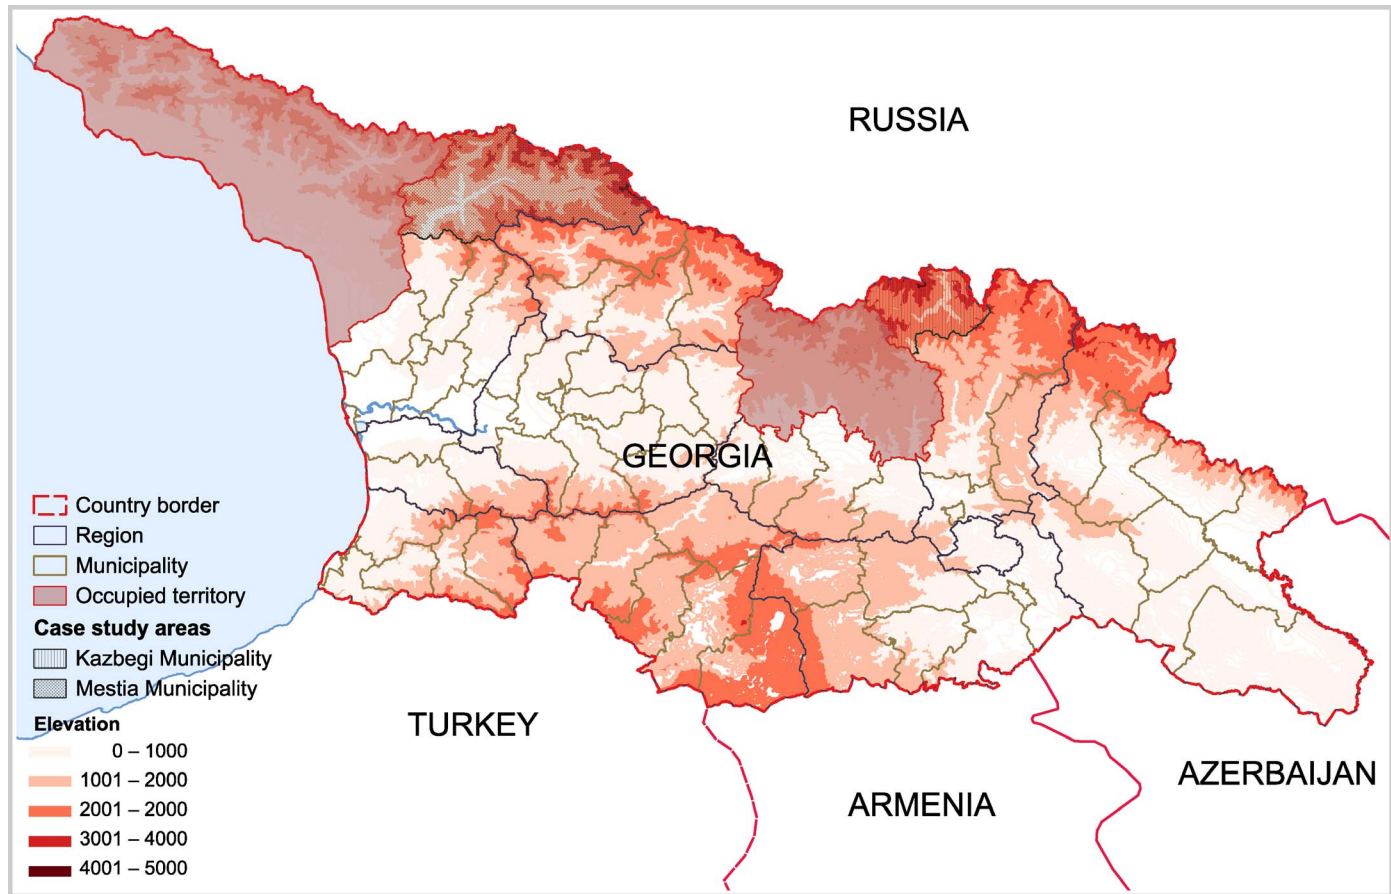 RUSSIA
GEORGIA
Country border
Region
Municipality
Occupied territory
Case study areas
Kazbegi Municipality
Mestia Municipality
Elevation
0 – 1000
1001 – 2000
2001 – 2000
3001 – 4000
4001 – 5000
TURKEY
ARMENIA
AZERBAIJAN